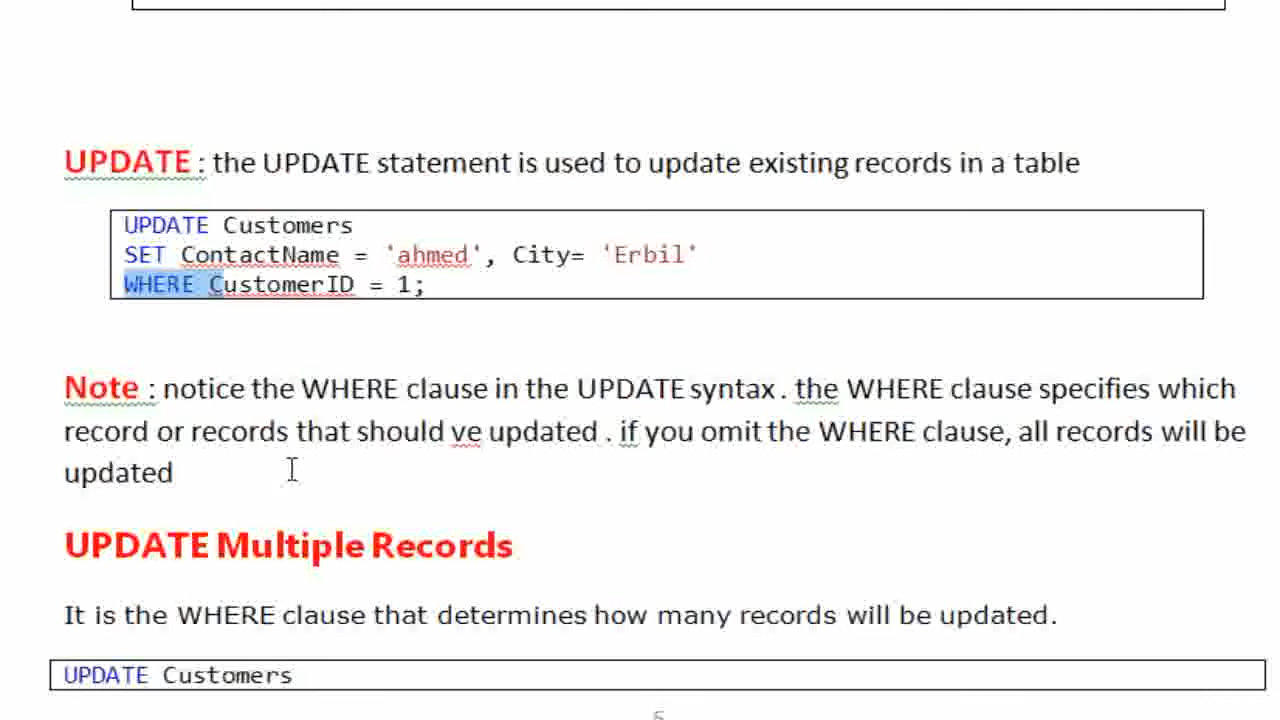 UPDATE : the UPDATE statement is used to update existing records in a table
UPDATE Customers
SET ContactName = 'ahmed', City= 'Erbil'
WHERE CustomerID = 1;
Note : notice the WHERE clause in the UPDATE syntax . the WHERE clause specifies which
record or records that should ve updated . if you omit the WHERE clause, all records will be
updated
UPDATE Multiple Records
It is the WHERE clause that determines how many records will be updated.
UPDATE Customers